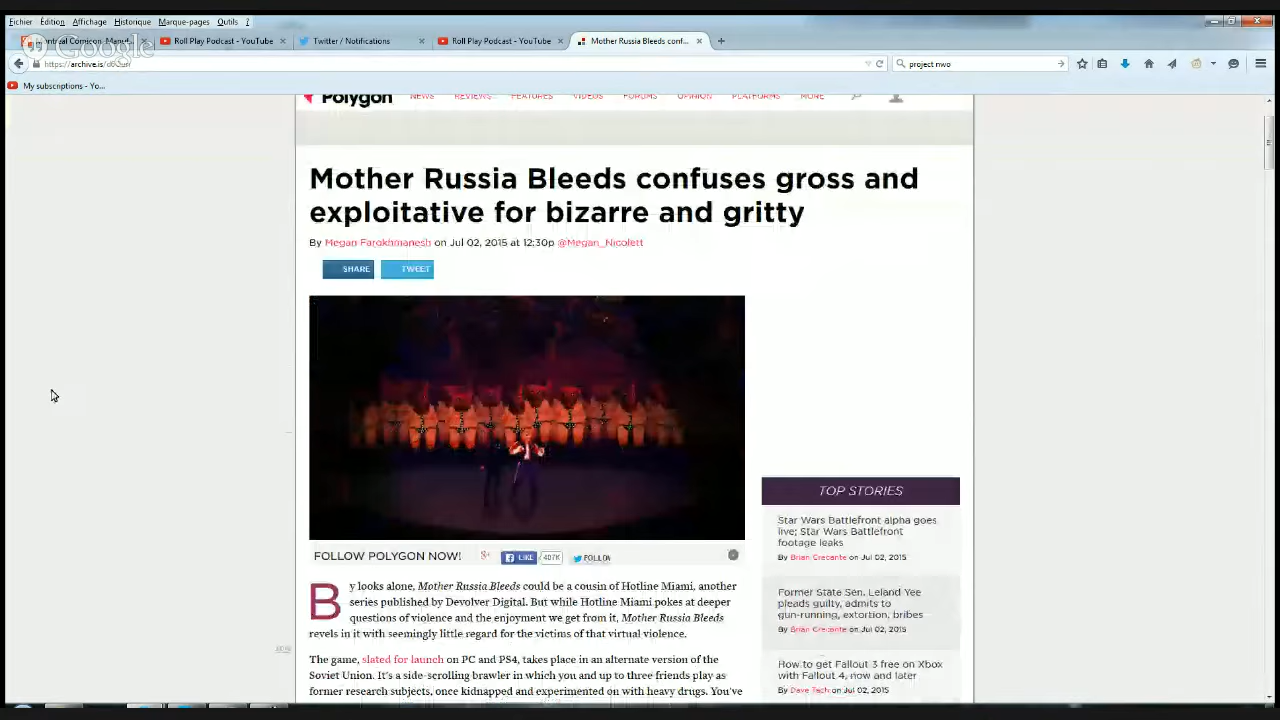 Fichier Édition Affichage Historique Marque-pages Outils ?
Montreal Comicon
Roll Play Podcast - YouTube
Twitter / Notifications
Roll Play Podcast - YouTube
Mother Russia Bleeds conf...
Google
https://archive.is/
project nwo
My subscriptions - Yo...
Polygon NEWS REVIEWS FEATURES VIDEOS FORUMS OPINION PLATFORMS MORE
Mother Russia Bleeds confuses gross and
exploitative for bizarre and gritty
By Megan Farokhmanesh on Jul 02, 2015 at 12:30p @Megan_Nicolett
SHARE TWEET
FOLLOW POLYGON NOW! g+ LIKE 407K FOLLOW
By looks alone, Mother Russia Bleeds could be a cousin of Hotline Miami, another
series published by Devolver Digital. But while Hotline Miami pokes at deeper
questions of violence and the enjoyment we get from it, Mother Russia Bleeds
revels in it with seemingly little regard for the victims of that virtual violence.
The game, slated for launch on PC and PS4, takes place in an alternate version of the
Soviet Union. It's a side-scrolling brawler in which you and up to three friends play as
former research subjects, once kidnapped and experimented on with heavy drugs. You've
TOP STORIES
Star Wars Battlefront alpha goes
live; Star Wars Battlefront
footage leaks
By Brian Crecente on Jul 02, 2015
Former State Sen. Leland Yee
pleads guilty, admits to
gun-running, extortion, bribes
By Brian Crecente on Jul 02, 2015
How to get Fallout 3 free on Xbox
with Fallout 4, now and later
By Dave Tach on Jul 02, 2015